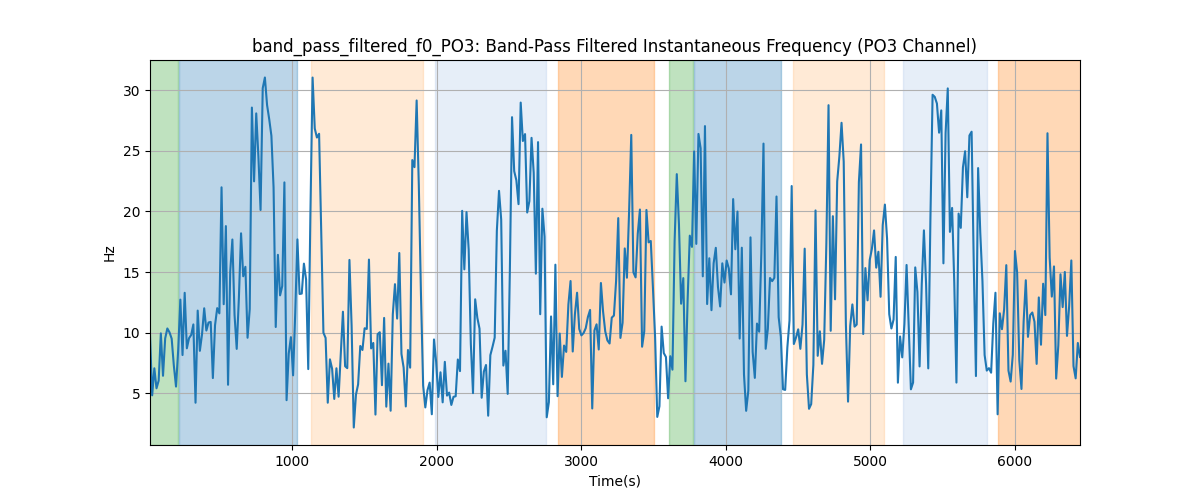 band_pass_filtered_f0_PO3: Band-Pass Filtered Instantaneous Frequency (PO3 Channel)
30
25
20
15
10
5
Hz
1000 2000 3000 4000 5000 6000
Time(s)